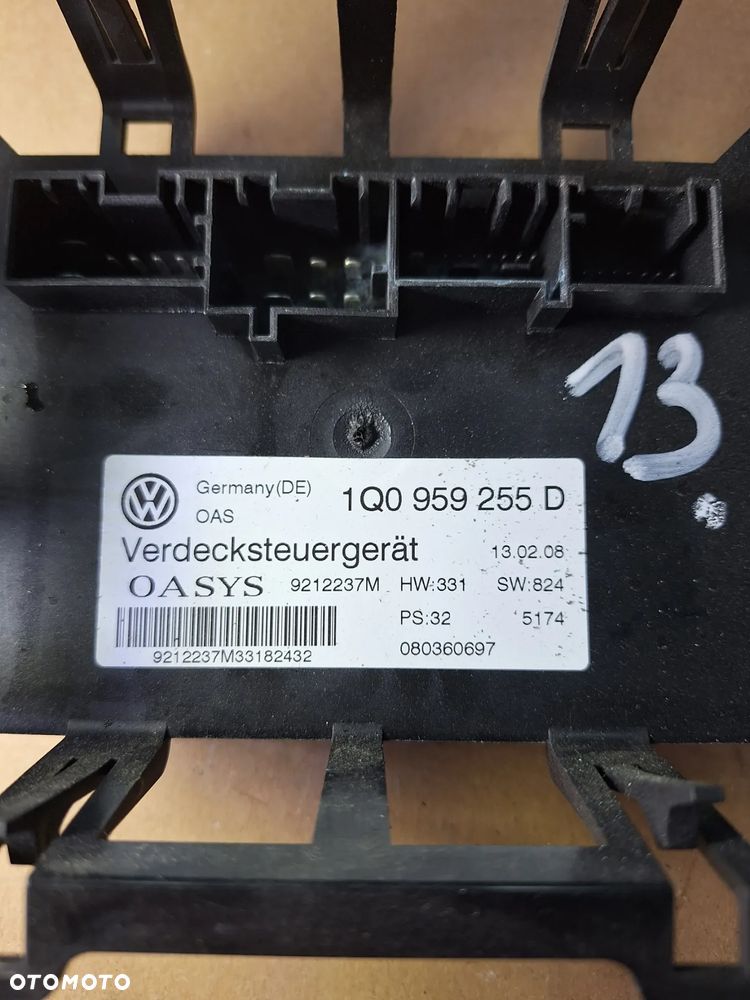 13.
VW
Germany(DE)
OAS
1Q0 959 255 D
Verdecksteuergerät 13.02.08
OASYS 9212237M HW:331 SW:824
PS:32 5174
9212237M33182432 080360697
OTOMOTO